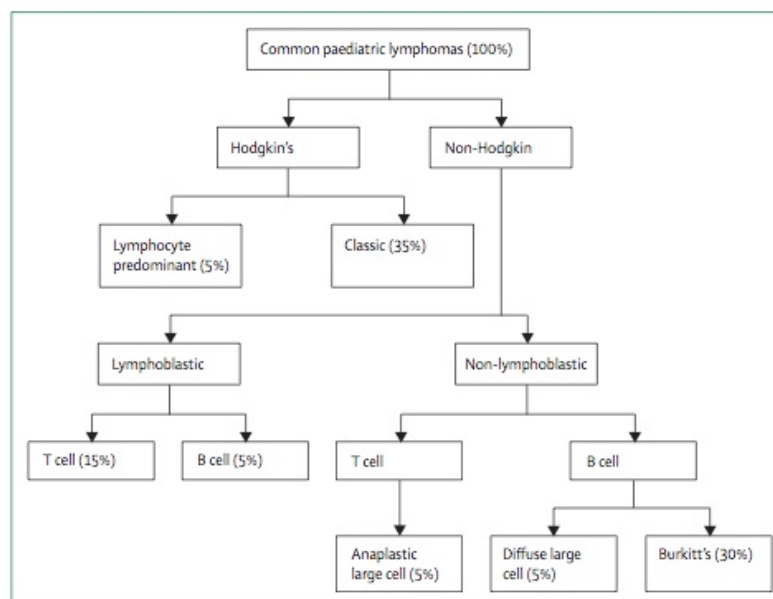 Common paediatric lymphomas (100%)
Hodgkin's
Non-Hodgkin
Lymphocyte
predominant (5%)
Classic (35%)
Lymphoblastic
Non-lymphoblastic
T cell (15%)
B cell (5%)
T cell
B cell
Anaplastic
large cell (5%)
Diffuse large
cell (5%)
Burkitt's (30%)